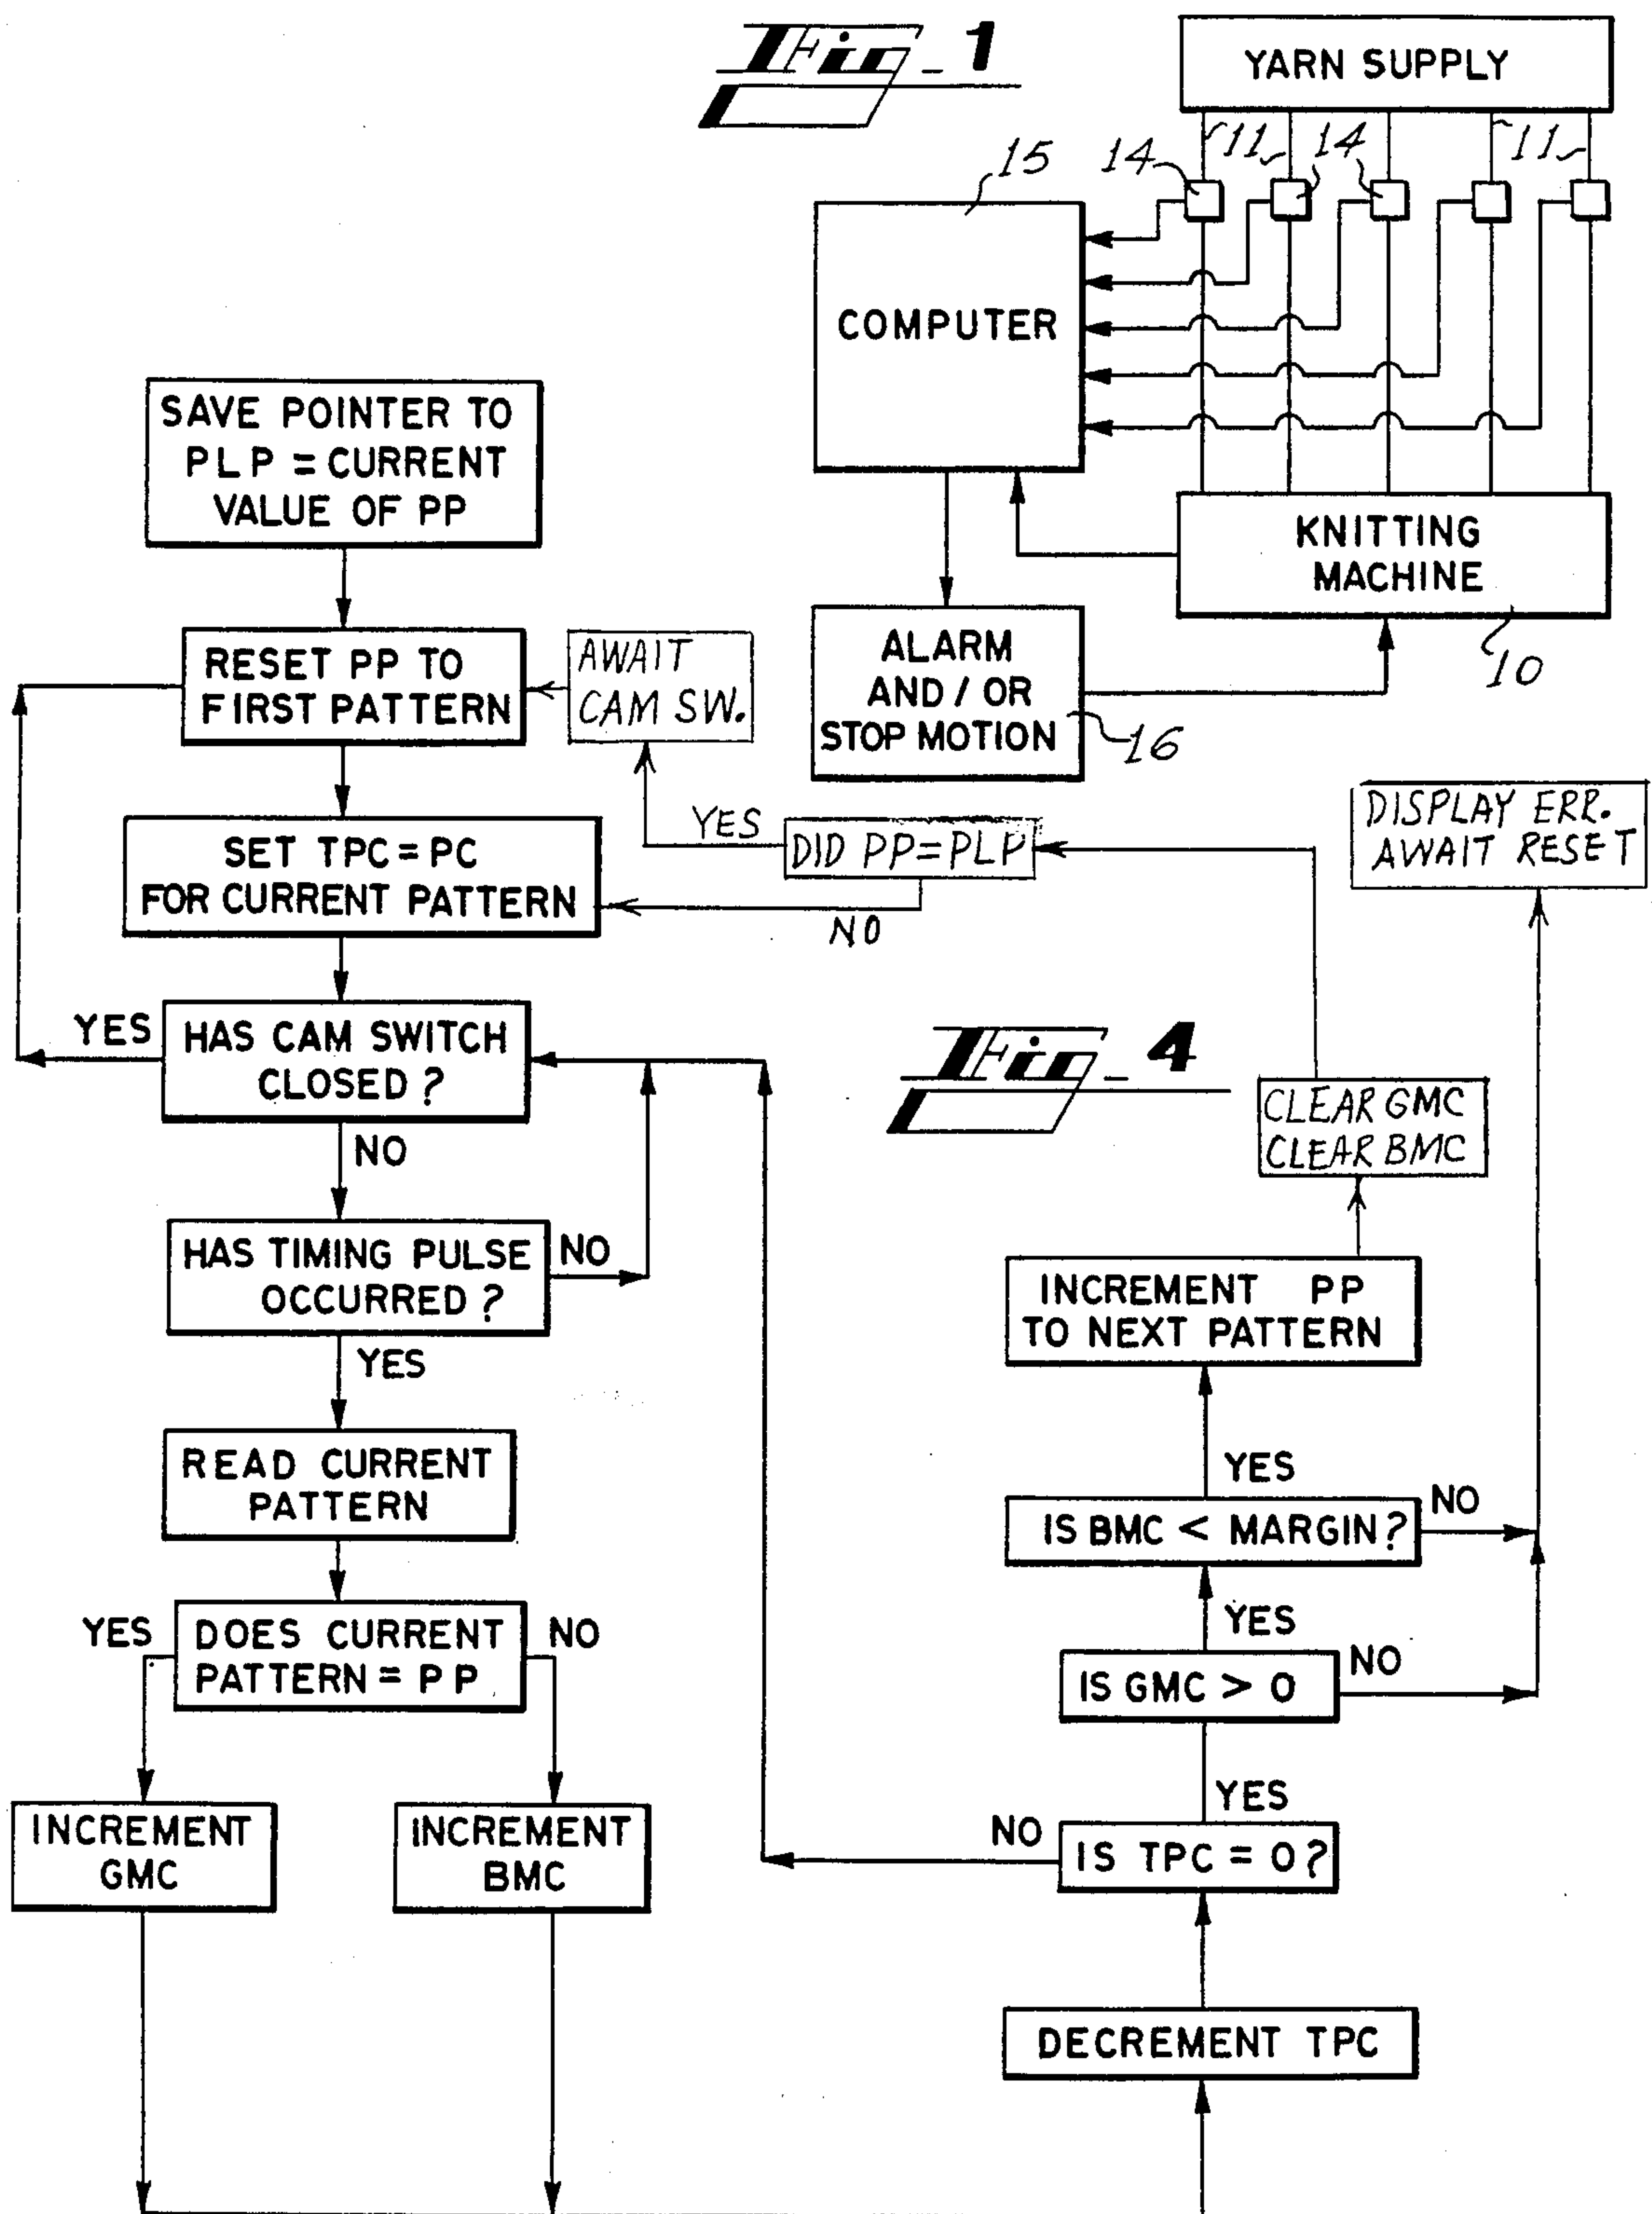 Fig_1
YARN SUPPLY
11
11
14
11
14
15
COMPUTER
KNITTING
MACHINE
10
ALARM
AND / OR
STOP MOTION
16
SAVE POINTER TO
PLP = CURRENT
VALUE OF PP
RESET PP TO
FIRST PATTERN
AWAIT
CAM SW.
SET TPC = PC
FOR CURRENT PATTERN
YES
DID PP = PLP
NO
DISPLAY ERR.
AWAIT RESET
YES
HAS CAM SWITCH
CLOSED ?
NO
Fig_4
CLEAR GMC
CLEAR BMC
HAS TIMING PULSE
OCCURRED ?
NO
YES
INCREMENT PP
TO NEXT PATTERN
READ CURRENT
PATTERN
YES
IS BMC < MARGIN ?
NO
YES
DOES CURRENT
PATTERN = PP
NO
YES
IS GMC > 0
NO
INCREMENT
GMC
INCREMENT
BMC
YES
NO
IS TPC = 0 ?
DECREMENT TPC